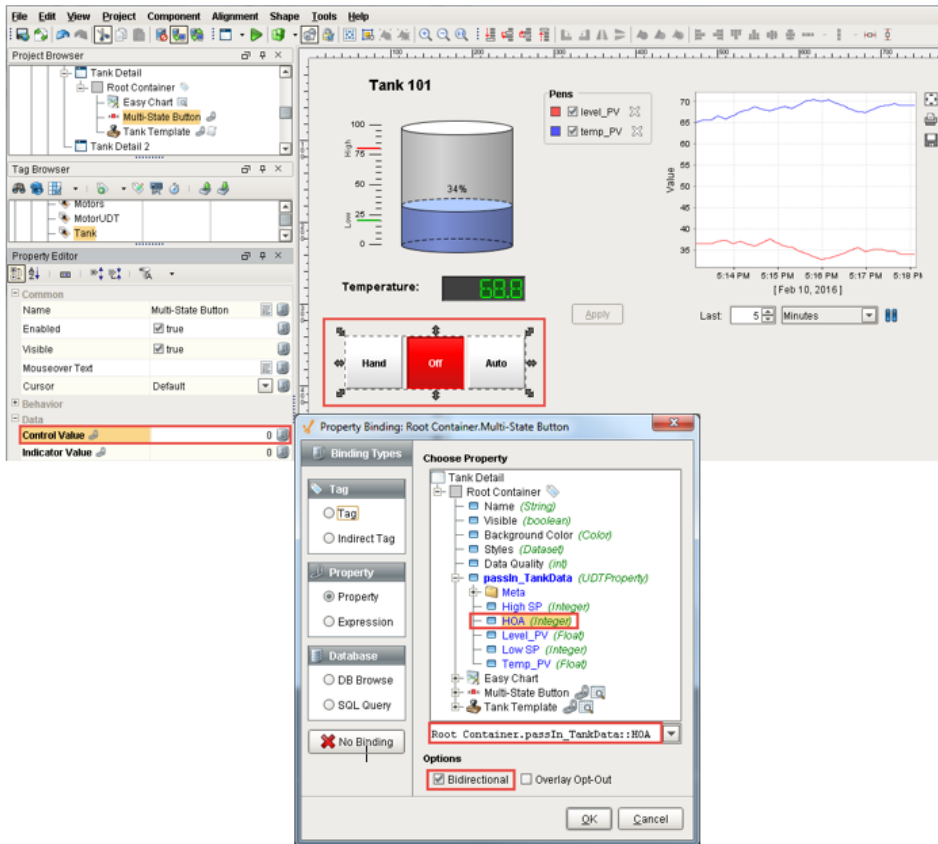 File Edit View Project Component Alignment Shape Tools Help
Project Browser
Tank Detail
Root Container
Easy Chart
Multi-State Button
Tank Template
Tank Detail 2
Tag Browser
Motors
MotorUDT
Tank
Property Editor
Common
Name Multi-State Button
Enabled true
Visible true
Mouseover Text
Cursor Default
Behavior
Data
Control Value 0
Indicator Value 0
100 200 300 400 500 600 700
Tank 101
100
75
50
25
0
High
Low
34%
Temperature: 68.8
Hand Off Auto
Pens
level_PV
temp_PV
Apply
Value
70
65
60
55
50
45
40
35
5:14 PM 5:15 PM 5:16 PM 5:17 PM 5:18 PM
[Feb 10, 2016]
Last: 5 Minutes
Property Binding: Root Container.Multi-State Button
Binding Types
Tag
Tag
Indirect Tag
Property
Property
Expression
Database
DB Browse
SQL Query
No Binding
Choose Property
Tank Detail
Root Container
Name (String)
Visible (boolean)
Background Color (Color)
Styles (Dataset)
Data Quality (int)
passIn_TankData (UDTProperty)
Meta
High SP (Integer)
HOA (Integer)
Level_PV (Float)
Low SP (Integer)
Temp_PV (Float)
Easy Chart
Multi-State Button
Tank Template
Root Container.passIn_TankData::HOA
Options
Bidirectional Overlay Opt-Out
OK Cancel